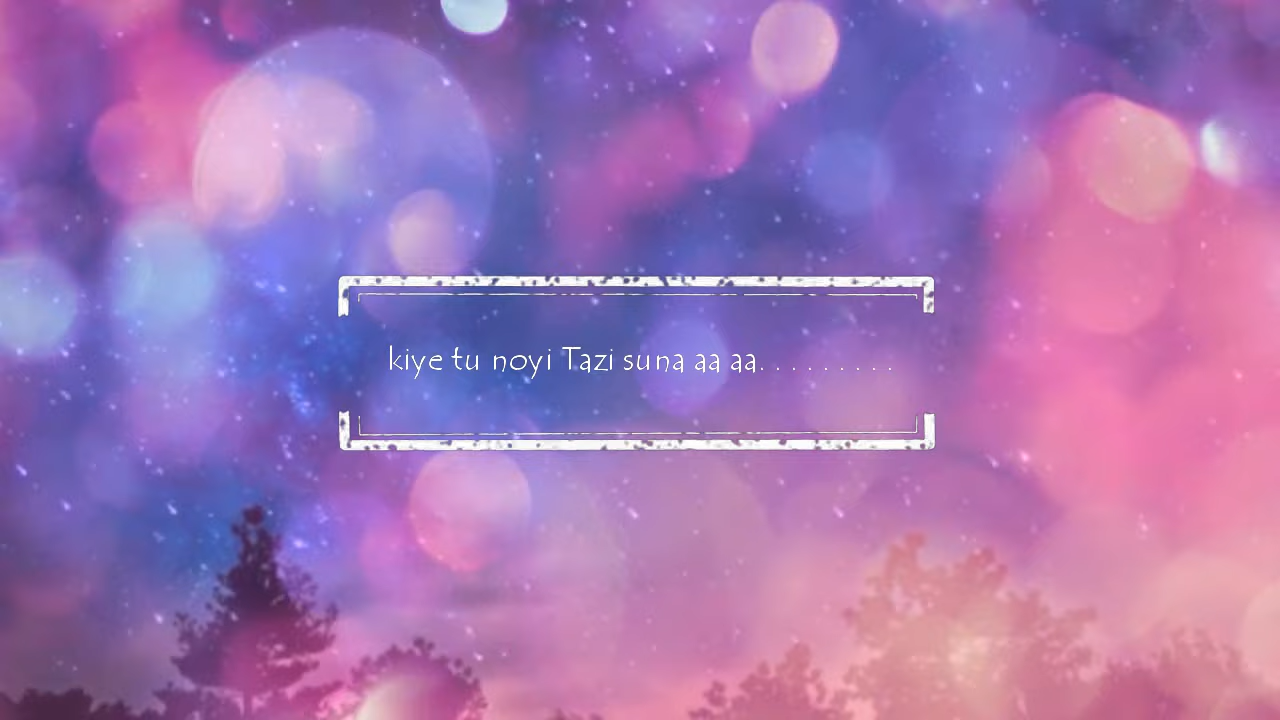 kiye tu noyi Tazi suna aa aa. . . . . . . . .